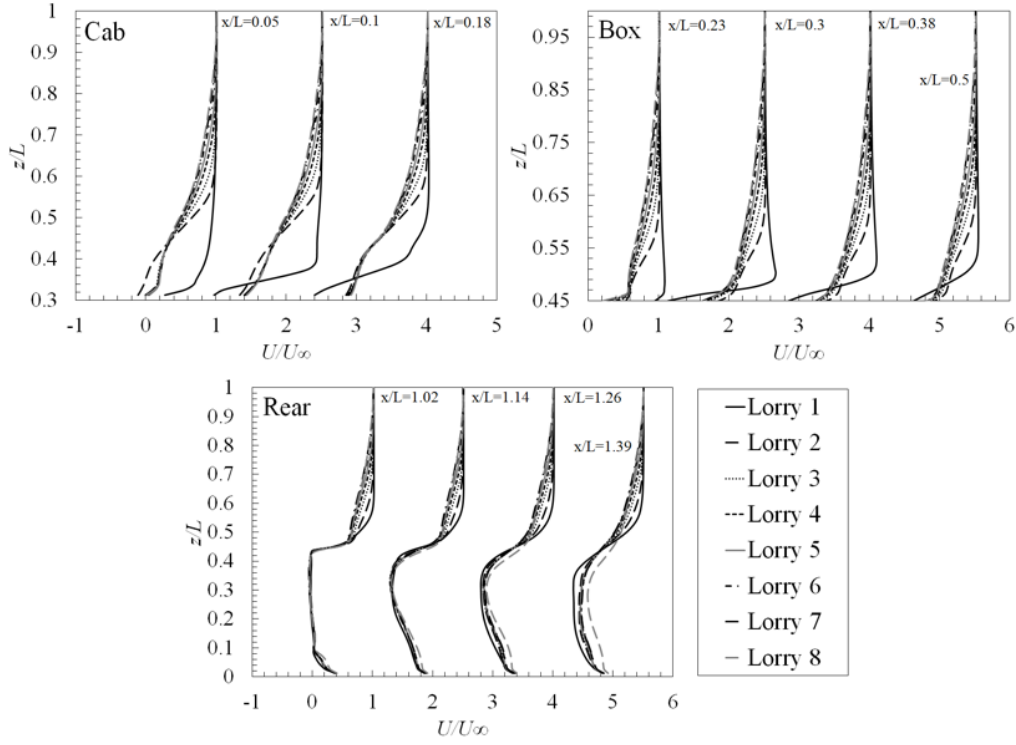 Cab
x/L=0.05
x/L=0.1
x/L=0.18
1
0.9
0.8
0.7
0.6
0.5
0.4
0.3
z/L
-1 0 1 2 3 4 5
U/U∞
Box
x/L=0.23
x/L=0.3
x/L=0.38
x/L=0.5
0.95
0.85
0.75
0.65
0.55
0.45
z/L
0 1 2 3 4 5 6
U/U∞
Rear
x/L=1.02
x/L=1.14
x/L=1.26
x/L=1.39
1
0.9
0.8
0.7
0.6
0.5
0.4
0.3
0.2
0.1
0
z/L
-1 0 1 2 3 4 5 6
U/U∞
Lorry 1
Lorry 2
Lorry 3
Lorry 4
Lorry 5
Lorry 6
Lorry 7
Lorry 8